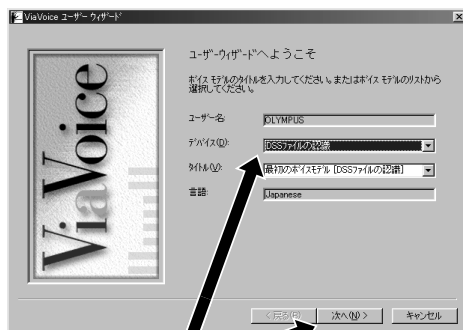 ViaVoice ユーザー ウィザード
ViaVoice
ユーザーウィザードへようこそ
ボイス モデルのタイトルを入力してください。またはボイス モデルのリストから
選択してください。
ユーザー名:
OLYMPUS
デバイス(D):
DSSファイルの認識
タイトル(V):
最初のボイスモデル [DSSファイルの認識]
言語:
Japanese
< 戻る(B)
次へ(N) >
キャンセル